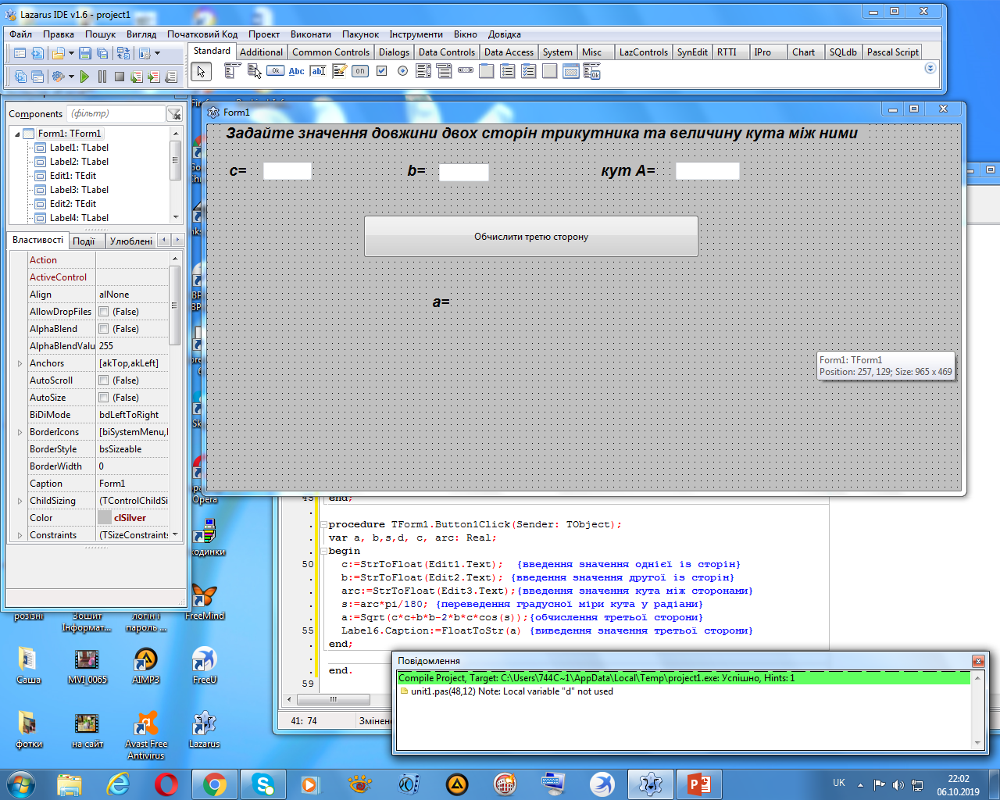 Lazarus IDE v1.6 - project1
Файл Правка Пошук Вигляд Початковий Код Проект Виконати Пакунок Інструменти Вікно Довідка
Standard Additional Common Controls Dialogs Data Controls Data Access System Misc LazControls SynEdit RTTI IPro Chart SQLdb Pascal Script
Components (фільтр)
Form1: TForm1
Label1: TLabel
Label2: TLabel
Edit1: TEdit
Label3: TLabel
Edit2: TEdit
Label4: TLabel
Властивості Події Улюблені
Action
ActiveControl
Align alNone
AllowDropFiles (False)
AlphaBlend (False)
AlphaBlendValu 255
Anchors [akTop,akLeft]
AutoScroll (False)
AutoSize (False)
BiDiMode bdLeftToRight
BorderIcons [biSystemMenu,
BorderStyle bsSizeable
BorderWidth 0
Caption Form1
ChildSizing (TControlChildSi
Color clSilver
Constraints (TSizeConstraints
Form1
Задайте значення довжини двох сторін трикутника та величину кута між ними
c= b= кут A=
Обчислити третю сторону
a=
Form1: TForm1
Position: 257, 129; Size: 965 x 469
45 end;
procedure TForm1.Button1Click(Sender: TObject);
var a, b,s,d, c, arc: Real;
begin
50 c:=StrToFloat(Edit1.Text); {введення значення однієї із сторін}
b:=StrToFloat(Edit2.Text); {введення значення другої із сторін}
arc:=StrToFloat(Edit3.Text);{введення значення кута між сторонами}
s:=arc*pi/180; {переведення градусної міри кута у радіани}
a:=Sqrt(c*c+b*b-2*b*c*cos(s));{обчислення третьої сторони}
55 Label6.Caption:=FloatToStr(a) {виведення значення третьої сторони}
end;
end.
59
41: 74 Змінено
Повідомлення
Compile Project, Target: C:\Users\744C~1\AppData\Local\Temp\project1.exe: Успішно, Hints: 1
unit1.pas(48,12) Note: Local variable "d" not used
Opera
одинки
розізні
Зошит Інформат...
логін і пароль ...
FreeMind
Саша
MVI_0065
AIMP3
FreeU
фотки
на сайт
Avast Free Antivirus
Lazarus
UK
22:02
06.10.2019